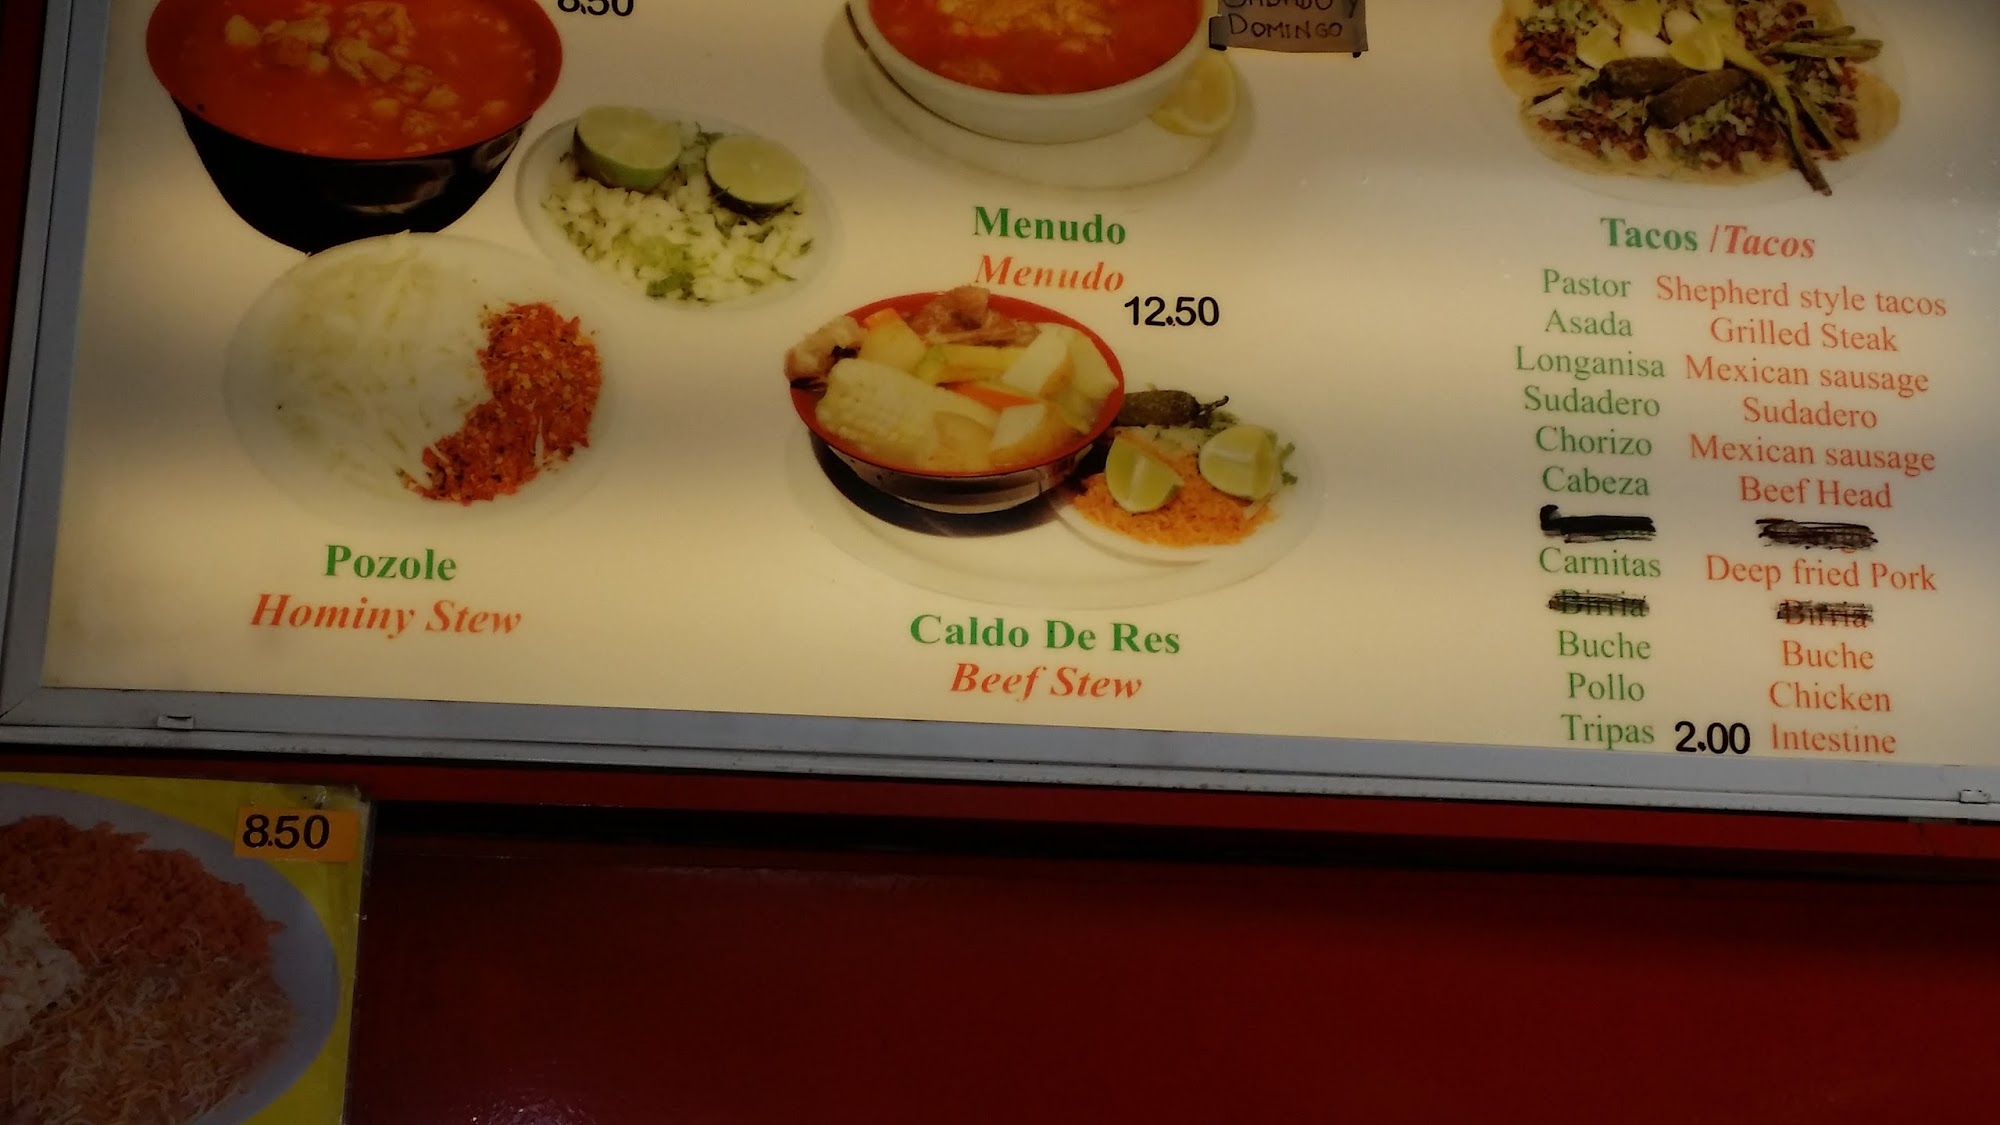 8.50
SABADO Y
DOMINGO
Menudo
Menudo
12.50
Pozole
Hominy Stew
Caldo De Res
Beef Stew
Tacos /Tacos
Pastor Shepherd style tacos
Asada Grilled Steak
Longanisa Mexican sausage
Sudadero Sudadero
Chorizo Mexican sausage
Cabeza Beef Head
Carnitas Deep fried Pork
Birria Birria
Buche Buche
Pollo Chicken
Tripas 2.00 Intestine
8.50